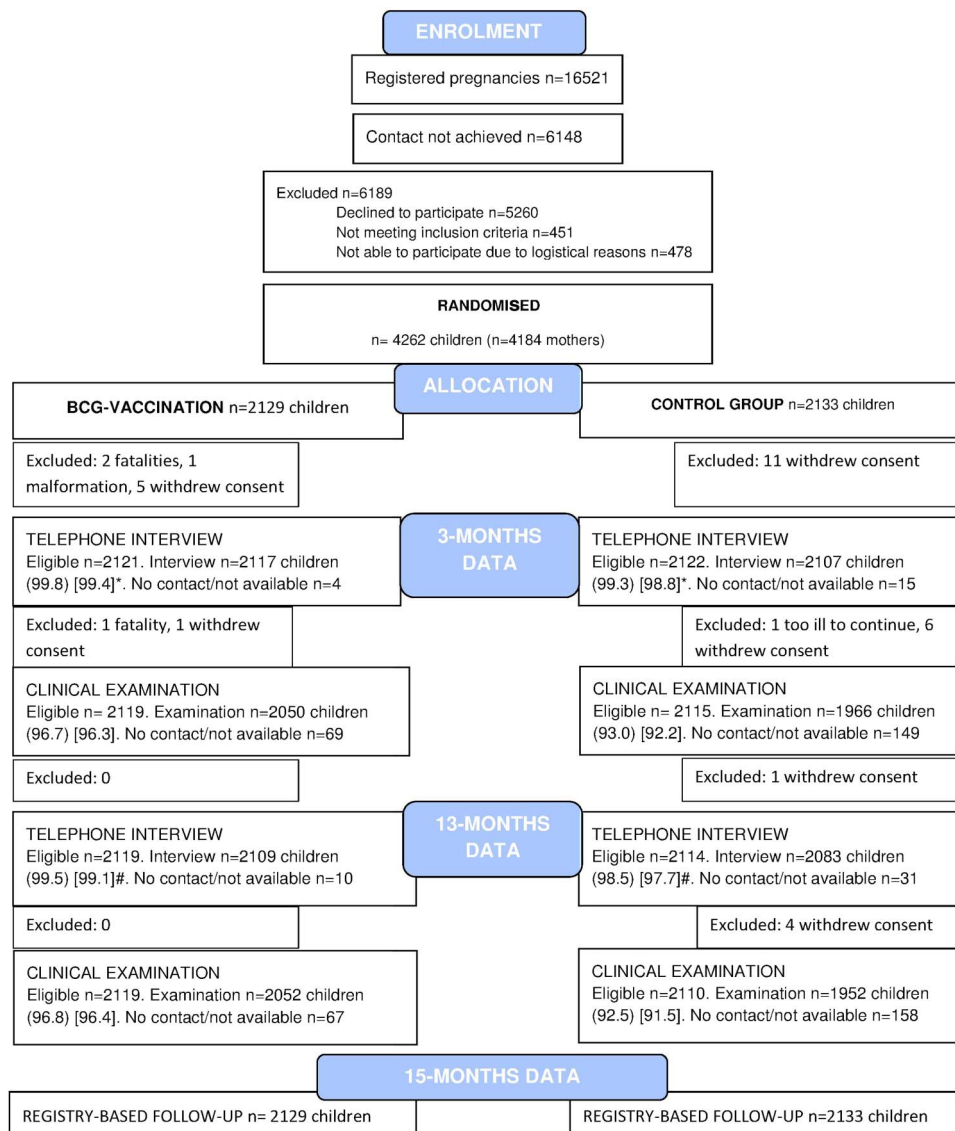 ENROLMENT
Registered pregnancies n=16521
Contact not achieved n=6148
Excluded n=6189
Declined to participate n=5260
Not meeting inclusion criteria n=451
Not able to participate due to logistical reasons n=478
RANDOMISED
n= 4262 children (n=4184 mothers)
ALLOCATION
BCG-VACCINATION n=2129 children
CONTROL GROUP n=2133 children
Excluded: 2 fatalities, 1
malformation, 5 withdrew consent
Excluded: 11 withdrew consent
3-MONTHS
DATA
TELEPHONE INTERVIEW
Eligible n=2121. Interview n=2117 children
(99.8) [99.4]*. No contact/not available n=4
TELEPHONE INTERVIEW
Eligible n=2122. Interview n=2107 children
(99.3) [98.8]*. No contact/not available n=15
Excluded: 1 fatality, 1 withdrew
consent
Excluded: 1 too ill to continue, 6
withdrew consent
CLINICAL EXAMINATION
Eligible n= 2119. Examination n=2050 children
(96.7) [96.3]. No contact/not available n=69
CLINICAL EXAMINATION
Eligible n= 2115. Examination n=1966 children
(93.0) [92.2]. No contact/not available n=149
Excluded: 0
Excluded: 1 withdrew consent
13-MONTHS
DATA
TELEPHONE INTERVIEW
Eligible n=2119. Interview n=2109 children
(99.5) [99.1]#. No contact/not available n=10
TELEPHONE INTERVIEW
Eligible n=2114. Interview n=2083 children
(98.5) [97.7]#. No contact/not available n=31
Excluded: 0
Excluded: 4 withdrew consent
CLINICAL EXAMINATION
Eligible n=2119. Examination n=2052 children
(96.8) [96.4]. No contact/not available n=67
CLINICAL EXAMINATION
Eligible n=2110. Examination n=1952 children
(92.5) [91.5]. No contact/not available n=158
15-MONTHS DATA
REGISTRY-BASED FOLLOW-UP n= 2129 children
REGISTRY-BASED FOLLOW-UP n=2133 children